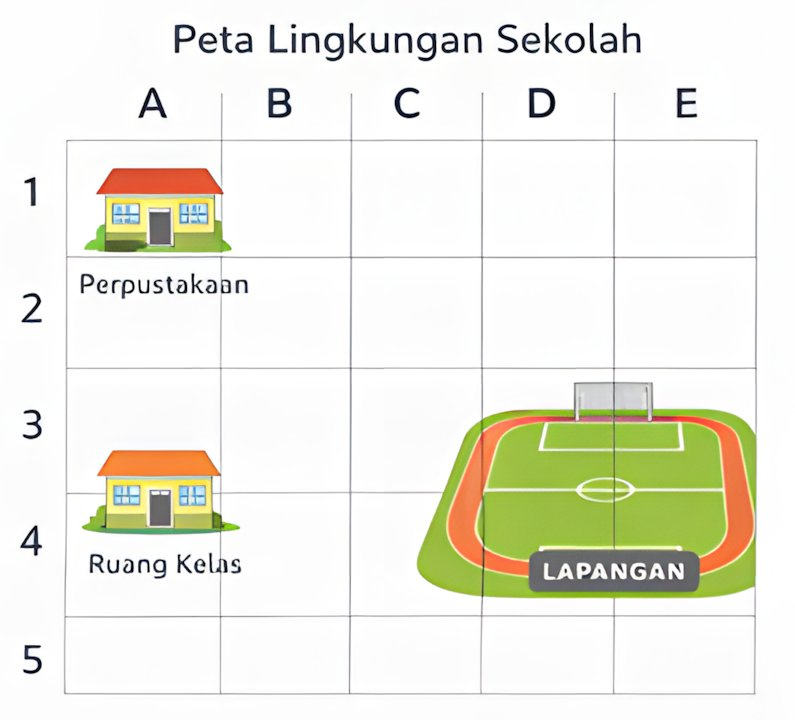 Peta Lingkungan Sekolah
A B C D E
1
Perpustakaan
2
3
4
Ruang Kelas
LAPANGAN
5